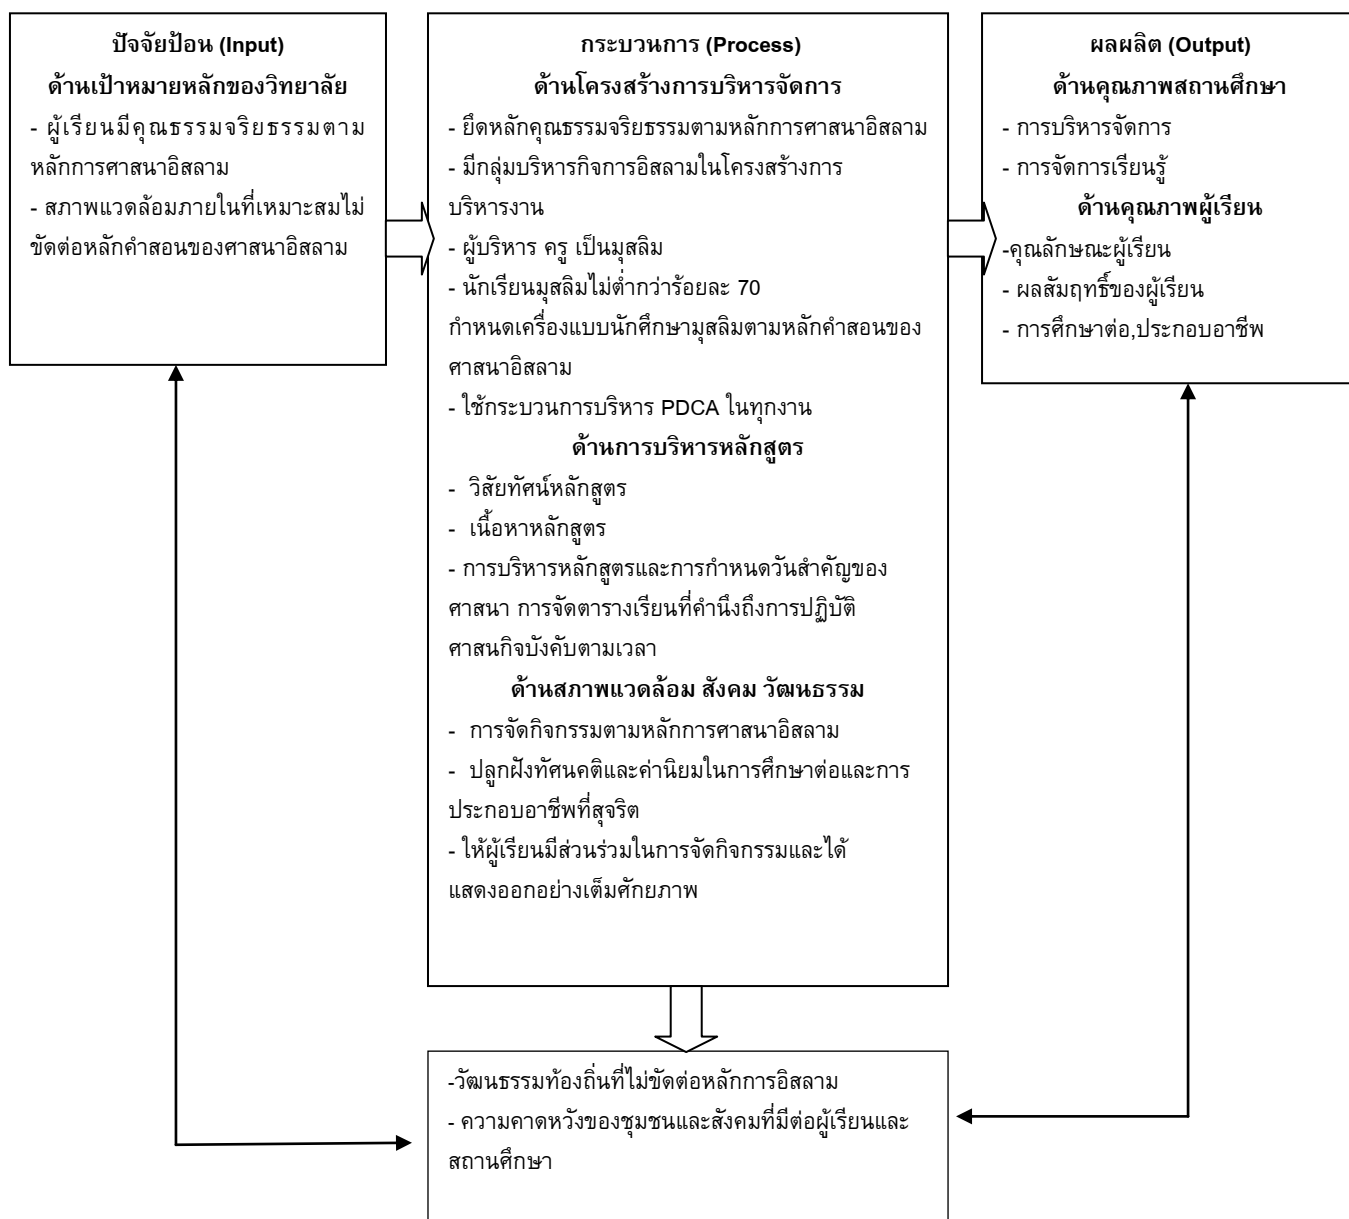 ปัจจัยป้อน (Input)
ด้านเป้าหมายหลักของวิทยาลัย
- ผู้เรียนมีคุณธรรมจริยธรรมตาม
หลักการศาสนาอิสลาม
- สภาพแวดล้อมภายในที่เหมาะสมไม่
ขัดต่อหลักคำสอนของศาสนาอิสลาม
กระบวนการ (Process)
ด้านโครงสร้างการบริหารจัดการ
- ยึดหลักคุณธรรมจริยธรรมตามหลักการศาสนาอิสลาม
- มีกลุ่มบริหารกิจการอิสลามในโครงสร้างการ
บริหารงาน
- ผู้บริหาร ครู เป็นมุสลิม
- นักเรียนมุสลิมไม่ต่ำกว่าร้อยละ 70
กำหนดเครื่องแบบนักศึกษามุสลิมตามหลักคำสอนของ
ศาสนาอิสลาม
- ใช้กระบวนการบริหาร PDCA ในทุกงาน
ด้านการบริหารหลักสูตร
- วิสัยทัศน์หลักสูตร
- เนื้อหาหลักสูตร
- การบริหารหลักสูตรและการกำหนดวันสำคัญของ
ศาสนา การจัดตารางเรียนที่คำนึงถึงการปฏิบัติ
ศาสนกิจบังคับตามเวลา
ด้านสภาพแวดล้อม สังคม วัฒนธรรม
- การจัดกิจกรรมตามหลักการศาสนาอิสลาม
- ปลูกฝังทัศนคติและค่านิยมในการศึกษาต่อและการ
ประกอบอาชีพที่สุจริต
- ให้ผู้เรียนมีส่วนร่วมในการจัดกิจกรรมและได้
แสดงออกอย่างเต็มศักยภาพ
ผลผลิต (Output)
ด้านคุณภาพสถานศึกษา
- การบริหารจัดการ
- การจัดการเรียนรู้
ด้านคุณภาพผู้เรียน
-คุณลักษณะผู้เรียน
- ผลสัมฤทธิ์ของผู้เรียน
- การศึกษาต่อ,ประกอบอาชีพ
-วัฒนธรรมท้องถิ่นที่ไม่ขัดต่อหลักการอิสลาม
- ความคาดหวังของชุมชนและสังคมที่มีต่อผู้เรียนและ
สถานศึกษา